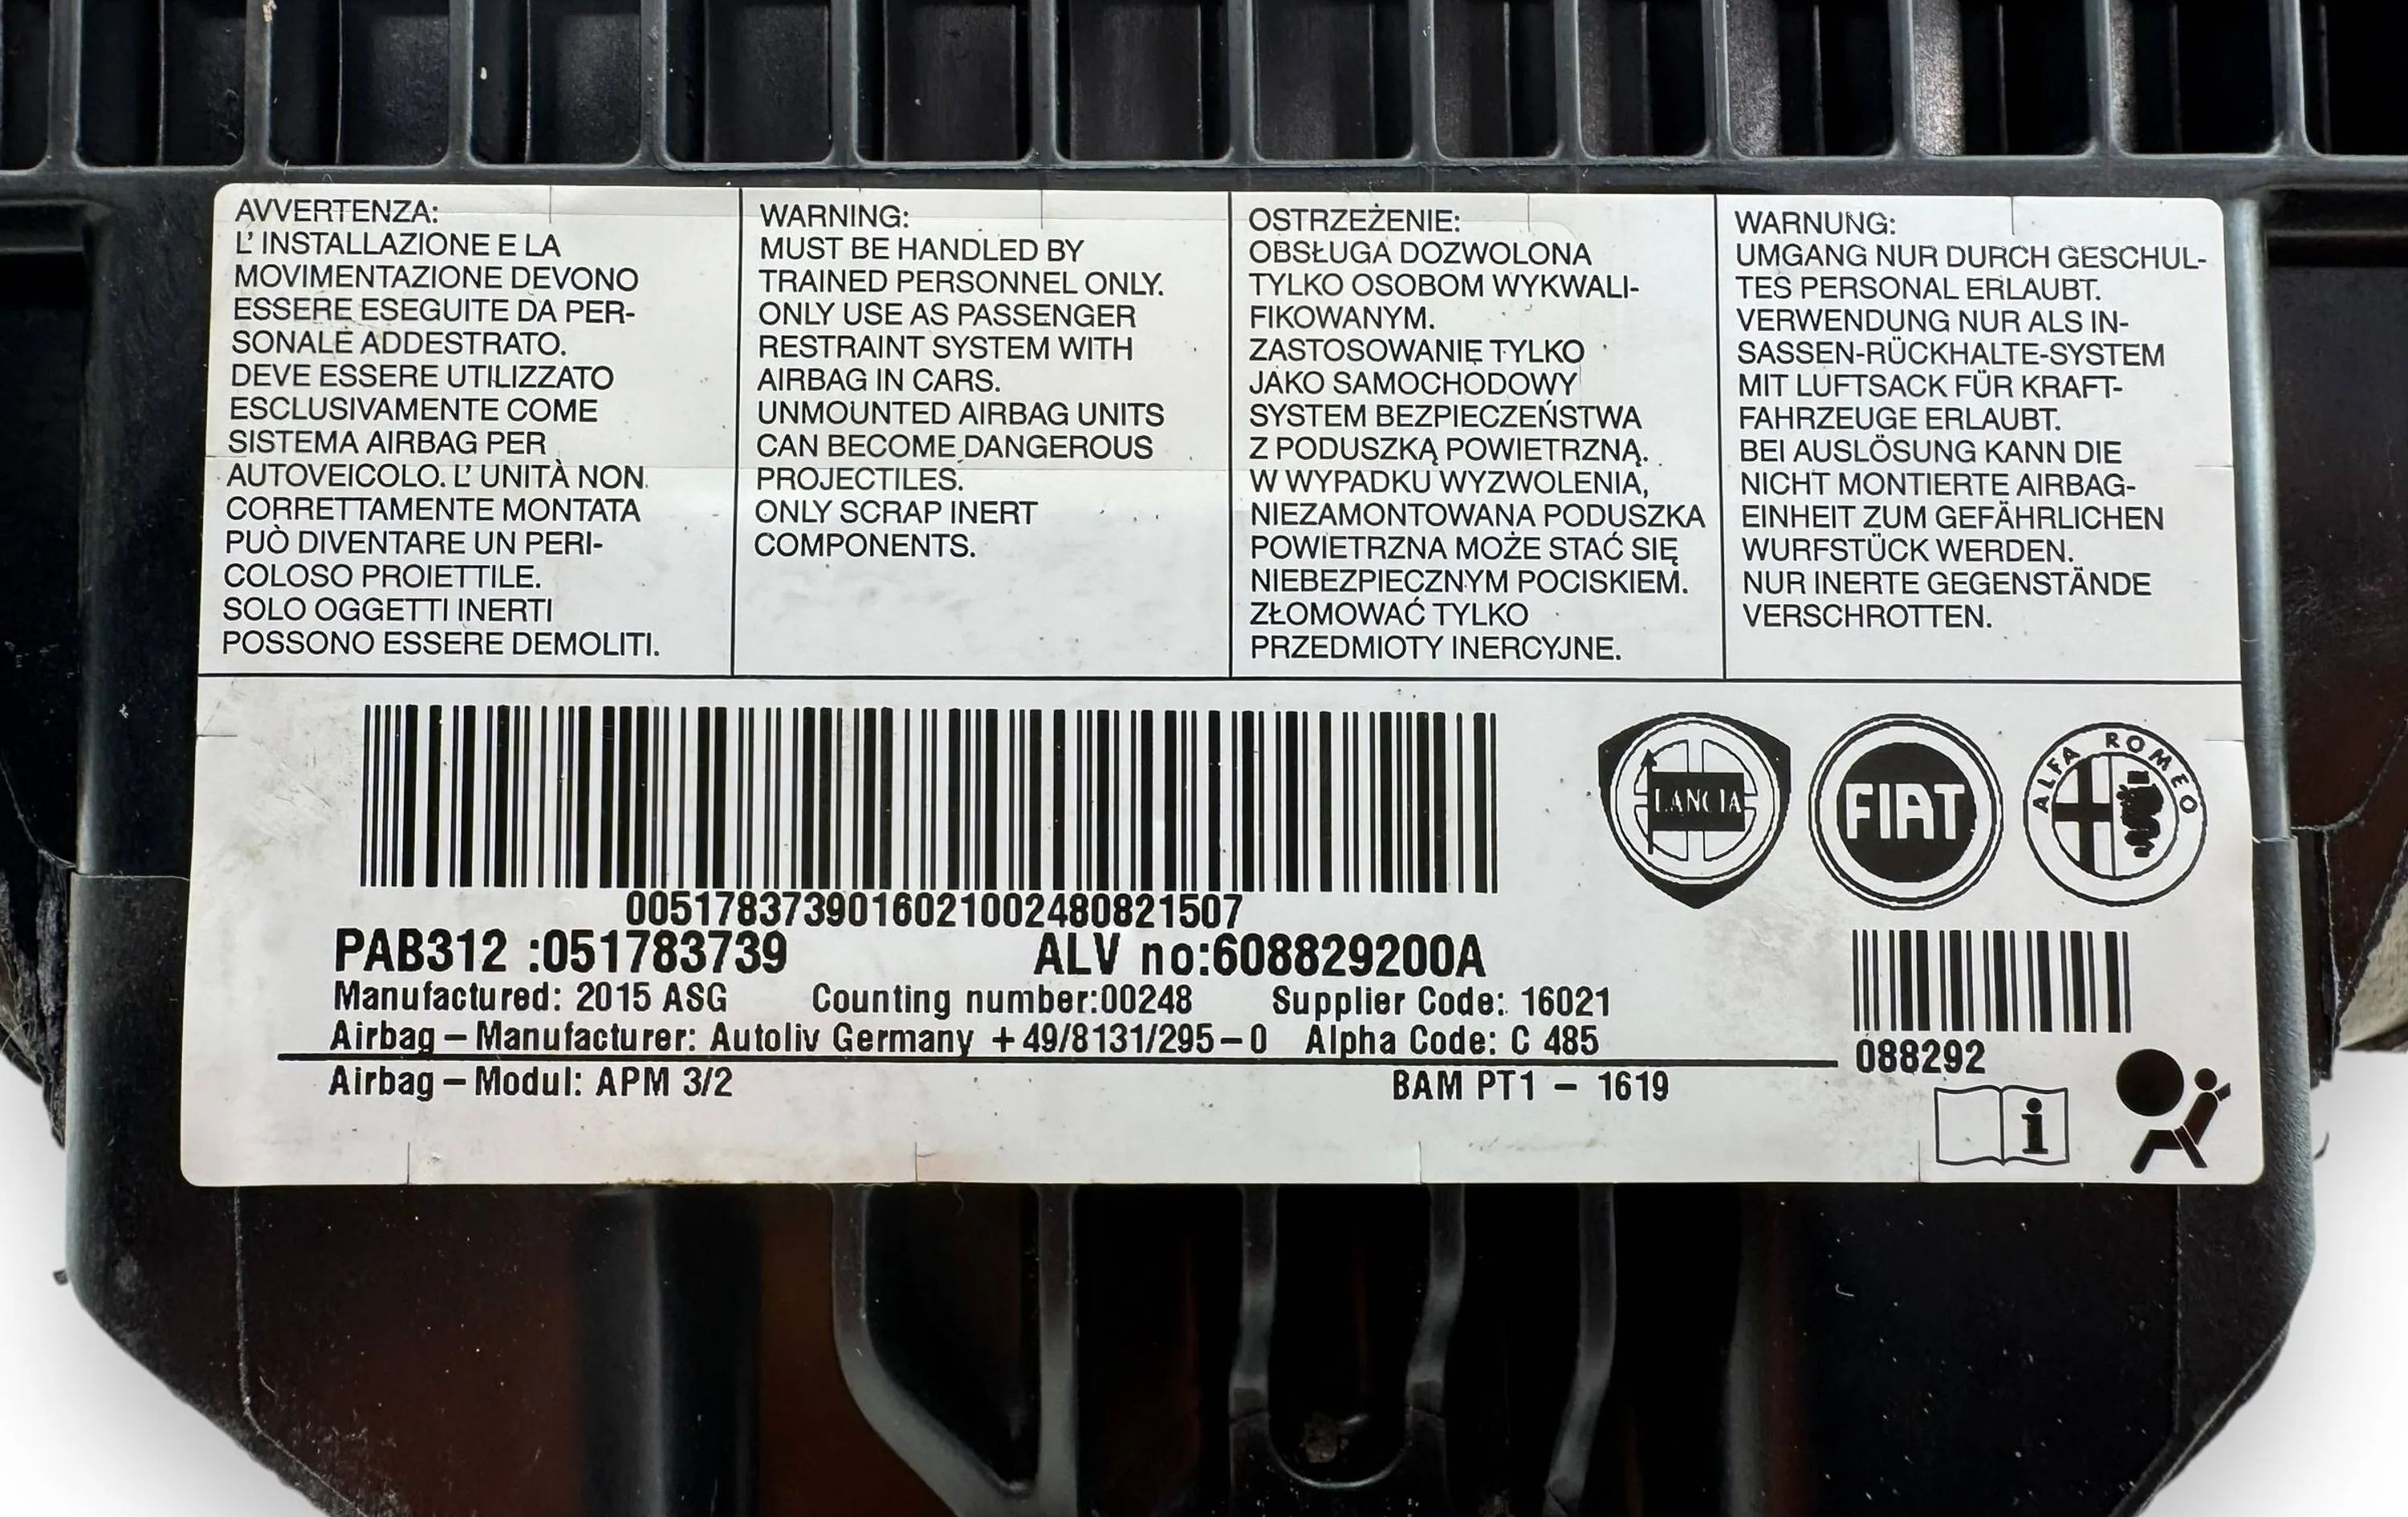 AVVERTENZA:
L' INSTALLAZIONE E LA
MOVIMENTAZIONE DEVONO
ESSERE ESEGUITE DA PER-
SONALE ADDESTRATO.
DEVE ESSERE UTILIZZATO
ESCLUSIVAMENTE COME
SISTEMA AIRBAG PER
AUTOVEICOLO. L' UNITÀ NON
CORRETTAMENTE MONTATA
PUÒ DIVENTARE UN PERI-
COLOSO PROIETTILE.
SOLO OGGETTI INERTI
POSSONO ESSERE DEMOLITI.
WARNING:
MUST BE HANDLED BY
TRAINED PERSONNEL ONLY.
ONLY USE AS PASSENGER
RESTRAINT SYSTEM WITH
AIRBAG IN CARS.
UNMOUNTED AIRBAG UNITS
CAN BECOME DANGEROUS
PROJECTILES.
ONLY SCRAP INERT
COMPONENTS.
OSTRZEŻENIE:
OBSŁUGA DOZWOLONA
TYLKO OSOBOM WYKWALI-
FIKOWANYM.
ZASTOSOWANIE TYLKO
JAKO SAMOCHODOWY
SYSTEM BEZPIECZEŃSTWA
Z PODUSZKĄ POWIETRZNĄ.
W WYPADKU WYZWOLENIA,
NIEZAMONTOWANA PODUSZKA
POWIETRZNA MOŻE STAĆ SIĘ
NIEBEZPIECZNYM POCISKIEM.
ZŁOMOWAĆ TYLKO
PRZEDMIOTY INERCYJNE.
WARNUNG:
UMGANG NUR DURCH GESCHUL-
TES PERSONAL ERLAUBT.
VERWENDUNG NUR ALS IN-
SASSEN-RÜCKHALTE-SYSTEM
MIT LUFTSACK FÜR KRAFT-
FAHRZEUGE ERLAUBT.
BEI AUSLÖSUNG KANN DIE
NICHT MONTIERTE AIRBAG-
EINHEIT ZUM GEFÄHRLICHEN
WURFSTÜCK WERDEN.
NUR INERTE GEGENSTÄNDE
VERSCHROTTEN.
LANCIA
FIAT
ALFA ROMEO
0051783739016021002480821507
PAB312 :051783739 ALV no:608829200A
Manufactured: 2015 ASG Counting number:00248 Supplier Code: 16021
Airbag – Manufacturer: Autoliv Germany +49/8131/295–0 Alpha Code: C 485
088292
Airbag – Modul: APM 3/2 BAM PT1 – 1619
i